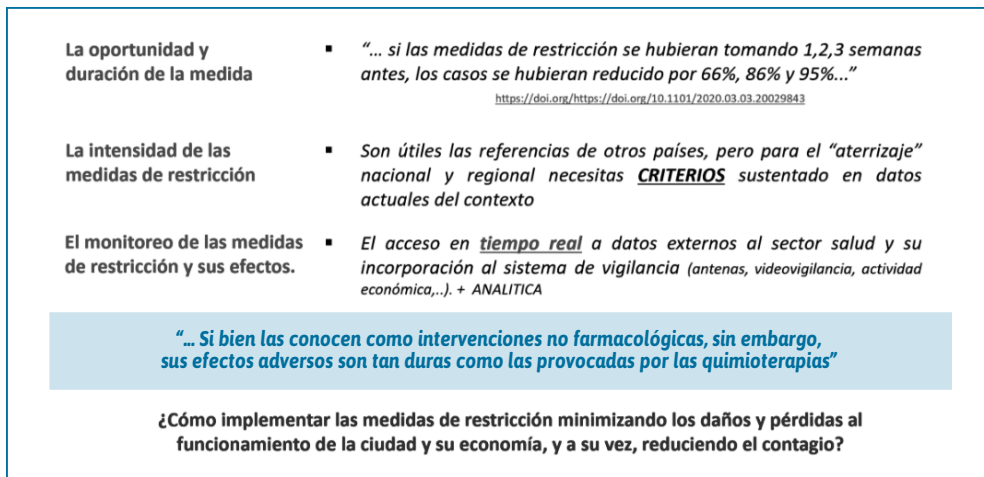 La oportunidad y
duración de la medida
▪ “... si las medidas de restricción se hubieran tomando 1,2,3 semanas
antes, los casos se hubieran reducido por 66%, 86% y 95%...”
https://doi.org/https://doi.org/10.1101/2020.03.03.20029843
La intensidad de las
medidas de restricción
▪ Son útiles las referencias de otros países, pero para el “aterrizaje”
nacional y regional necesitas CRITERIOS sustentado en datos
actuales del contexto
El monitoreo de las medidas
de restricción y sus efectos.
▪ El acceso en tiempo real a datos externos al sector salud y su
incorporación al sistema de vigilancia (antenas, videovigilancia, actividad
económica,..). + ANALITICA
“... Si bien las conocen como intervenciones no farmacológicas, sin embargo,
sus efectos adversos son tan duras como las provocadas por las quimioterapias”
¿Cómo implementar las medidas de restricción minimizando los daños y pérdidas al
funcionamiento de la ciudad y su economía, y a su vez, reduciendo el contagio?